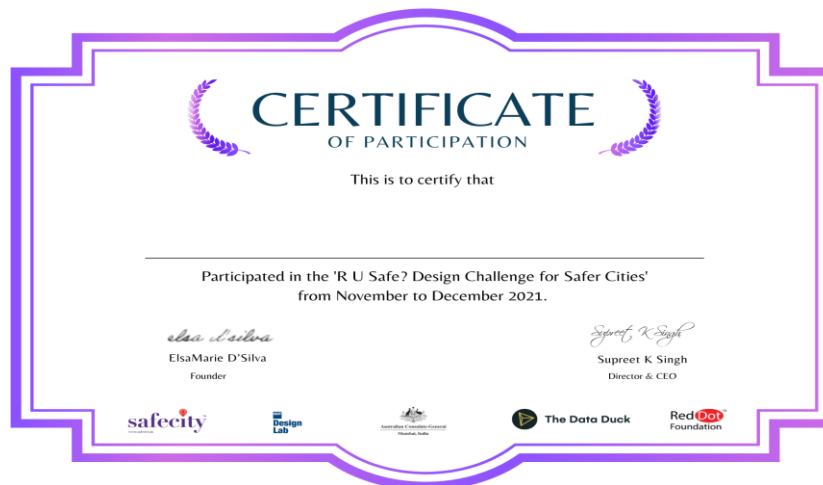 CERTIFICATE
OF PARTICIPATION
This is to certify that
Participated in the 'R U Safe? Design Challenge for Safer Cities'
from November to December 2021.
elsa d'silva
Supreet K Singh
ElsaMarie D'Silva
Supreet K Singh
Founder
Director & CEO
safecity
Design
Lab
Australian Consulate-General
Mumbai, India
The Data Duck
RedDot
Foundation